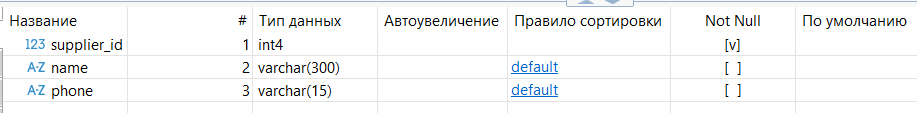 Название # Тип данных Автоувеличение Правило сортировки Not Null По умолчанию
123 supplier_id 1 int4 [v]
A-Z name 2 varchar(300) default [ ]
A-Z phone 3 varchar(15) default [ ]